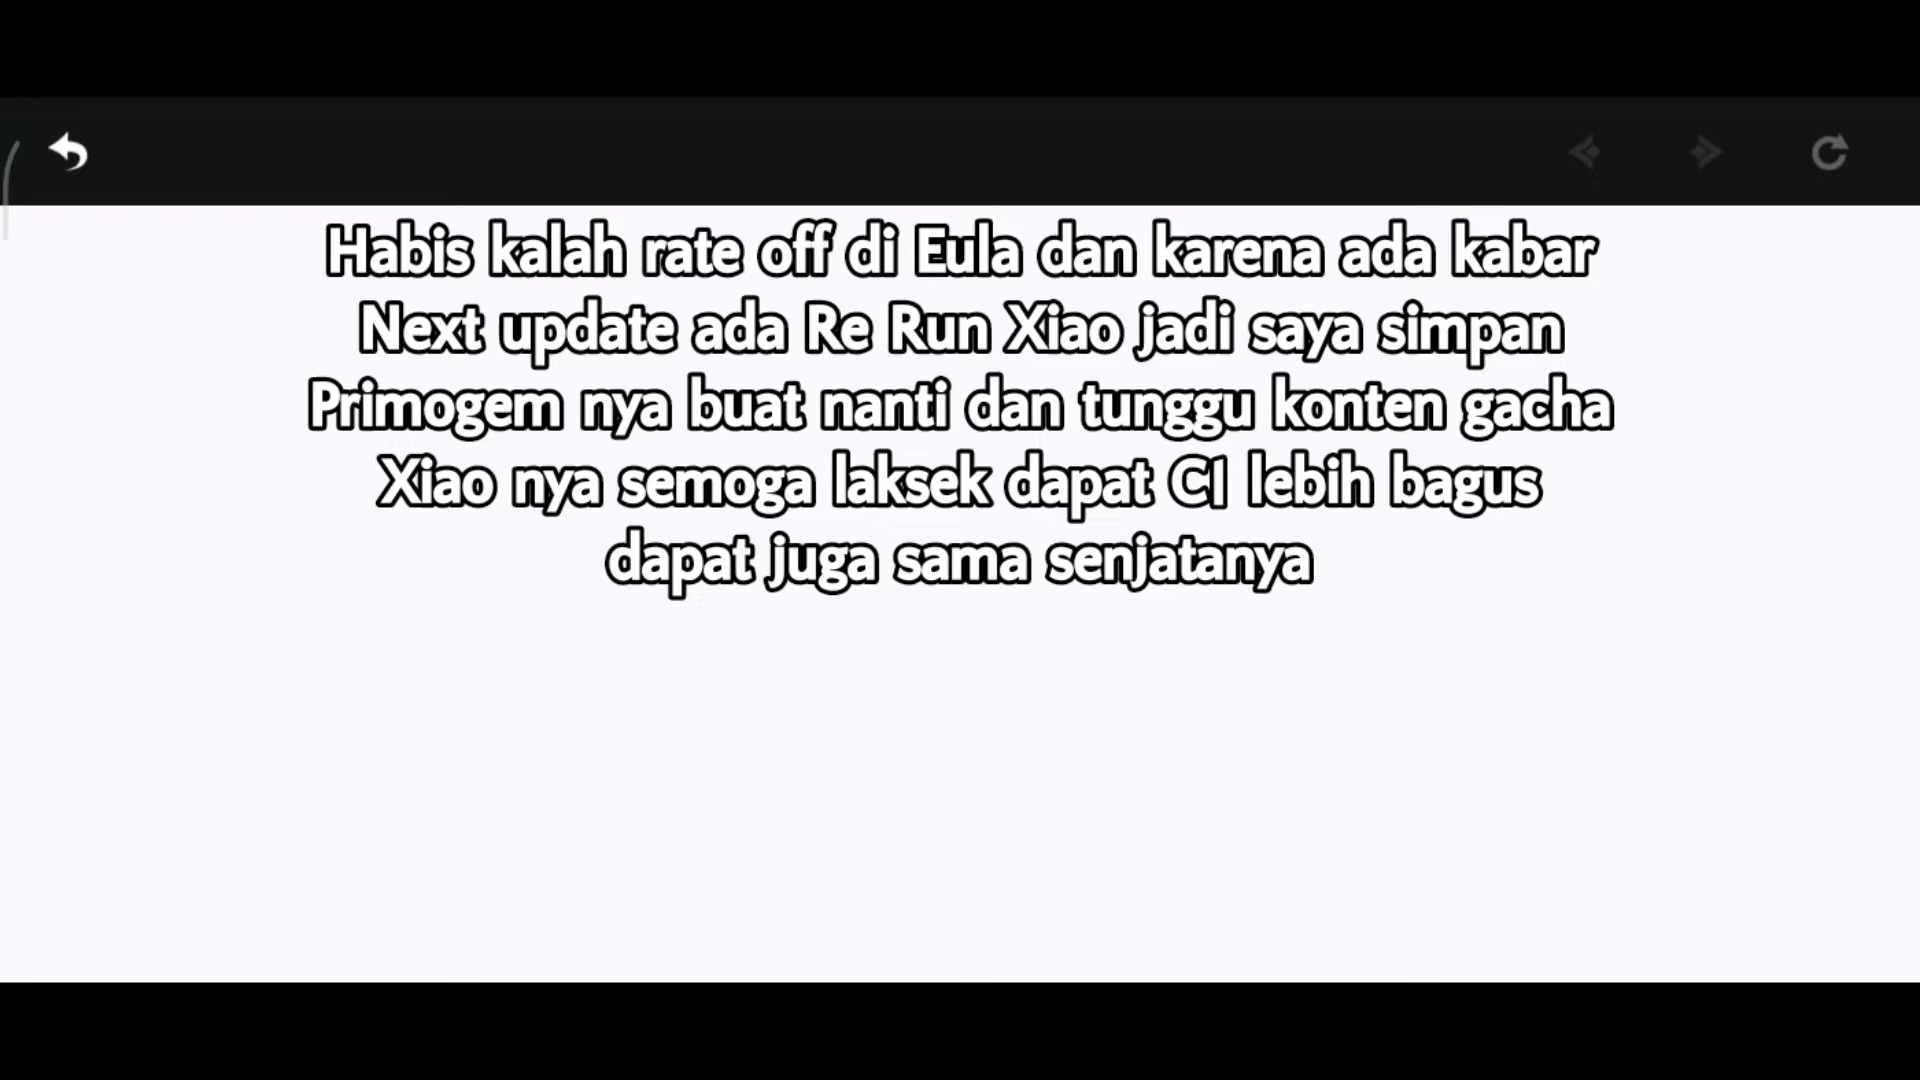 Habis kalah rate off di Eula dan karena ada kabar
Next update ada Re Run Xiao jadi saya simpan
Primogem nya buat nanti dan tunggu konten gacha
Xiao nya semoga laksek dapat C1 lebih bagus
dapat juga sama senjatanya